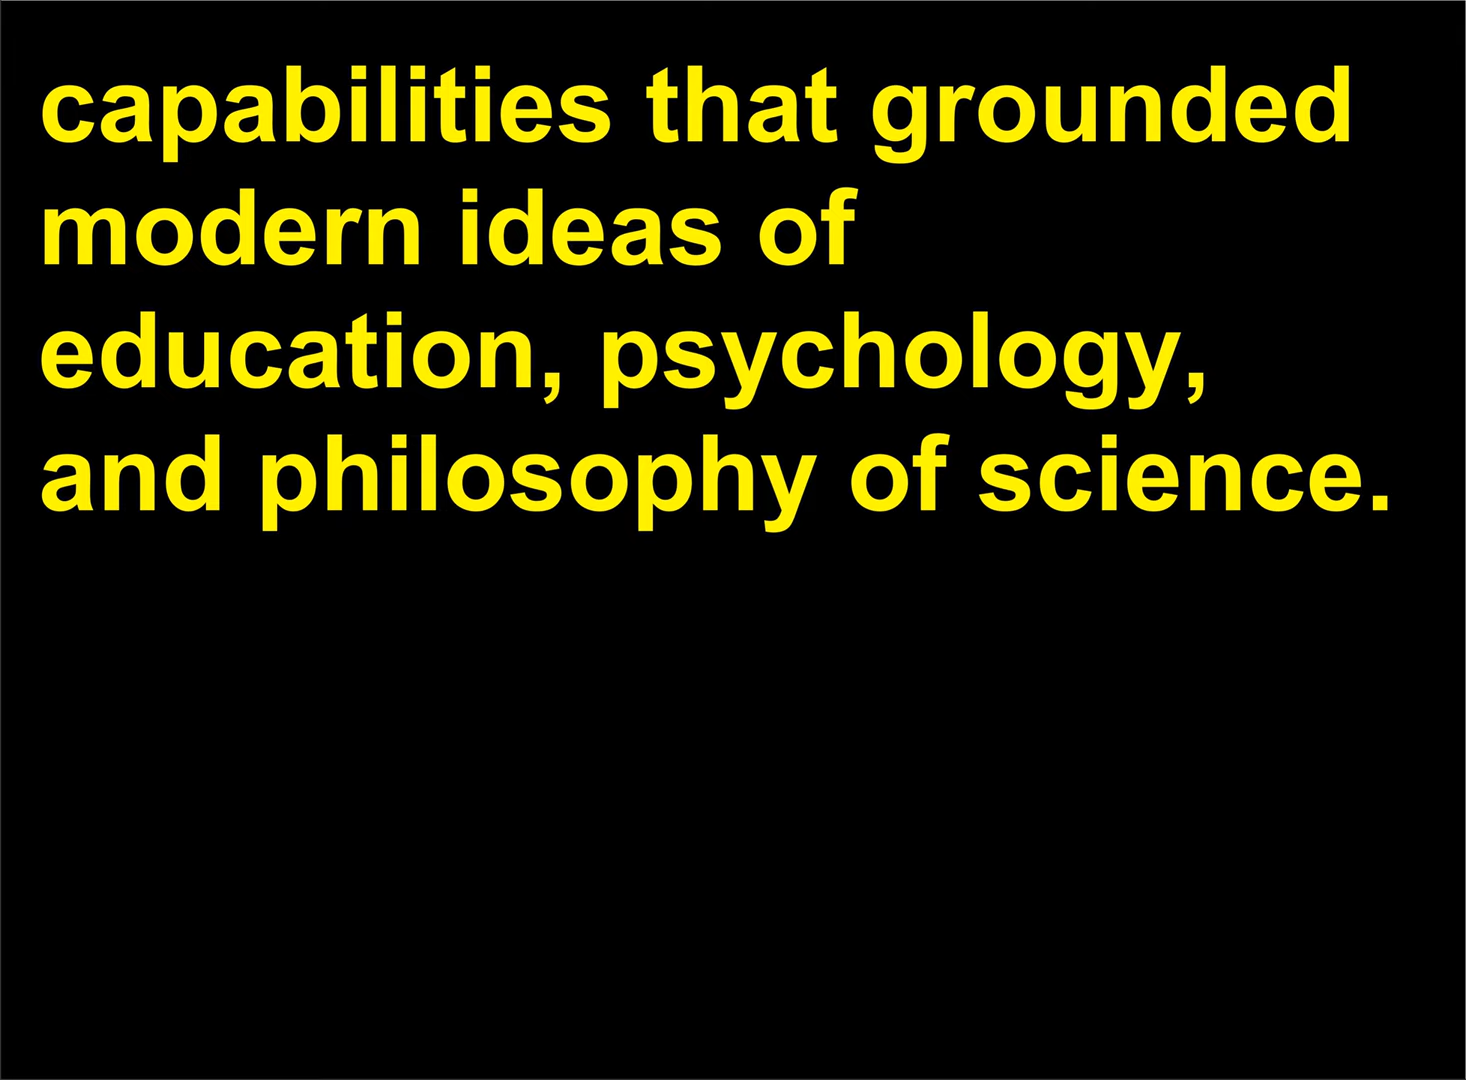 capabilities that grounded
modern ideas of
education, psychology,
and philosophy of science.